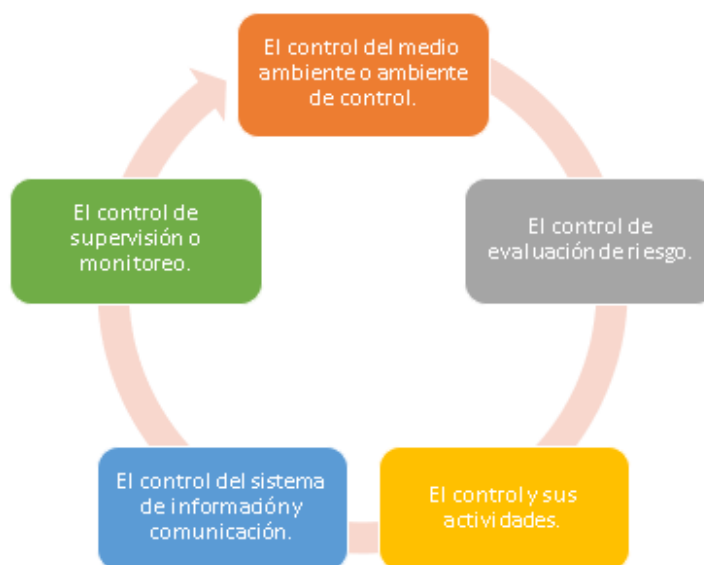 El control del medio
ambiente o ambiente
de control.
El control de
evaluación de riesgo.
El control y sus
actividades.
El control del sistema
de información y
comunicación.
El control de
supervisión o
monitoreo.